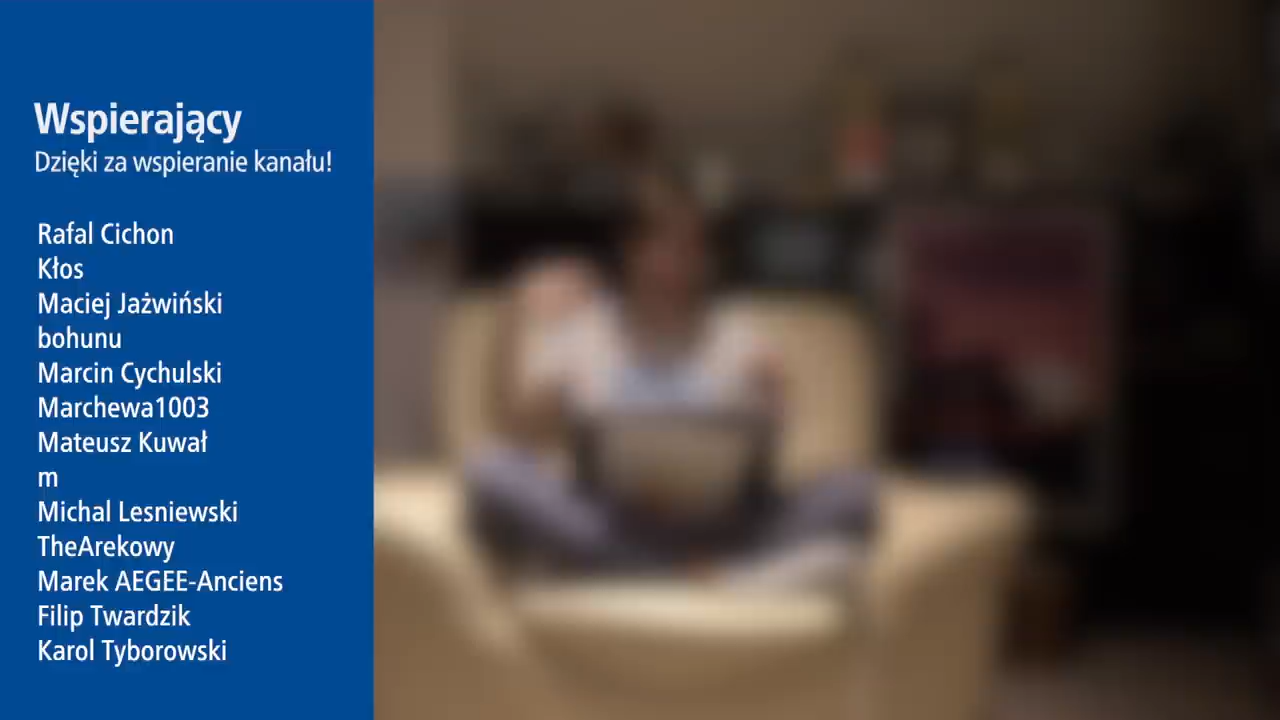 Wspierający
Dzięki za wspieranie kanału!
Rafal Cichon
Kłos
Maciej Jażwiński
bohunu
Marcin Cychulski
Marchewa1003
Mateusz Kuwał
m
Michal Lesniewski
TheArekowy
Marek AEGEE-Anciens
Filip Twardzik
Karol Tyborowski